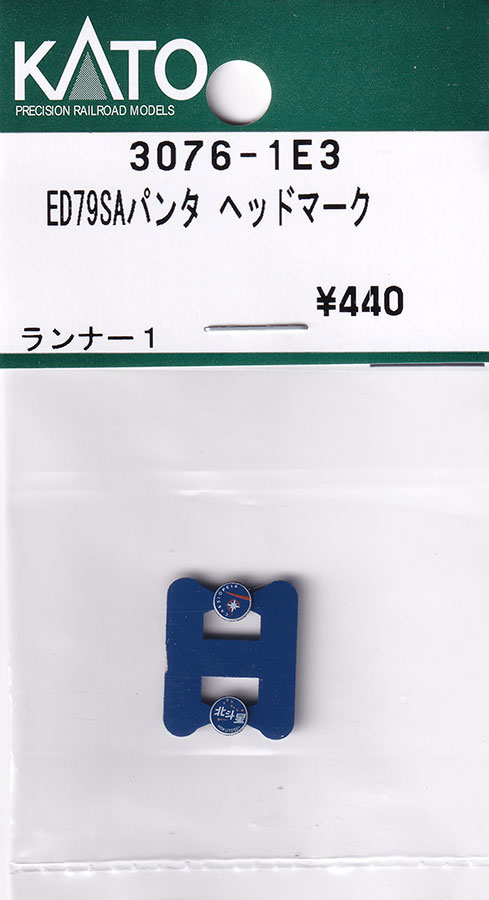 KATO
PRECISION RAILROAD MODELS
3076-1E3
ED79SAパンタ ヘッドマーク
¥440
ランナー1
CASSIOPEIA
北斗星